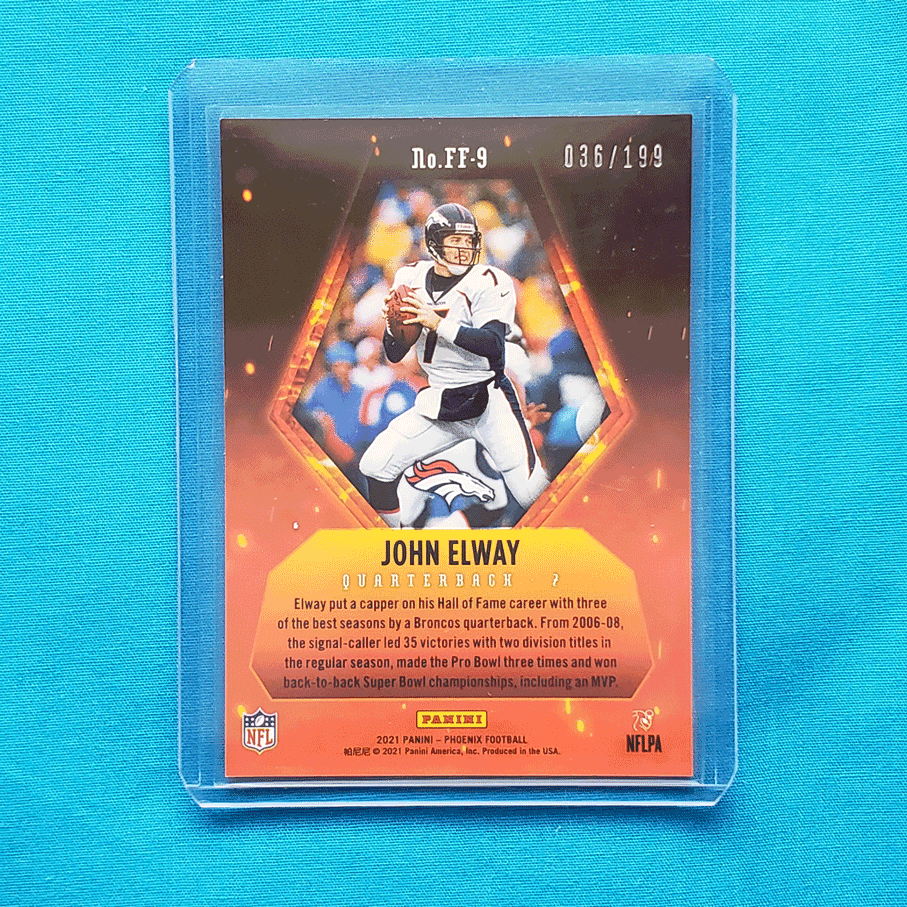 No.FF-9
036/199
7
7
JOHN ELWAY
QUARTERBACK 7
Elway put a capper on his Hall of Fame career with three
of the best seasons by a Broncos quarterback. From 2006-08,
the signal-caller led 35 victories with two division titles in
the regular season, made the Pro Bowl three times and won
back-to-back Super Bowl championships, including an MVP.
PANINI
NFL
2021 PANINI – PHOENIX FOOTBALL
帕尼尼 © 2021 Panini America, Inc. Produced in the USA.
NFLPA